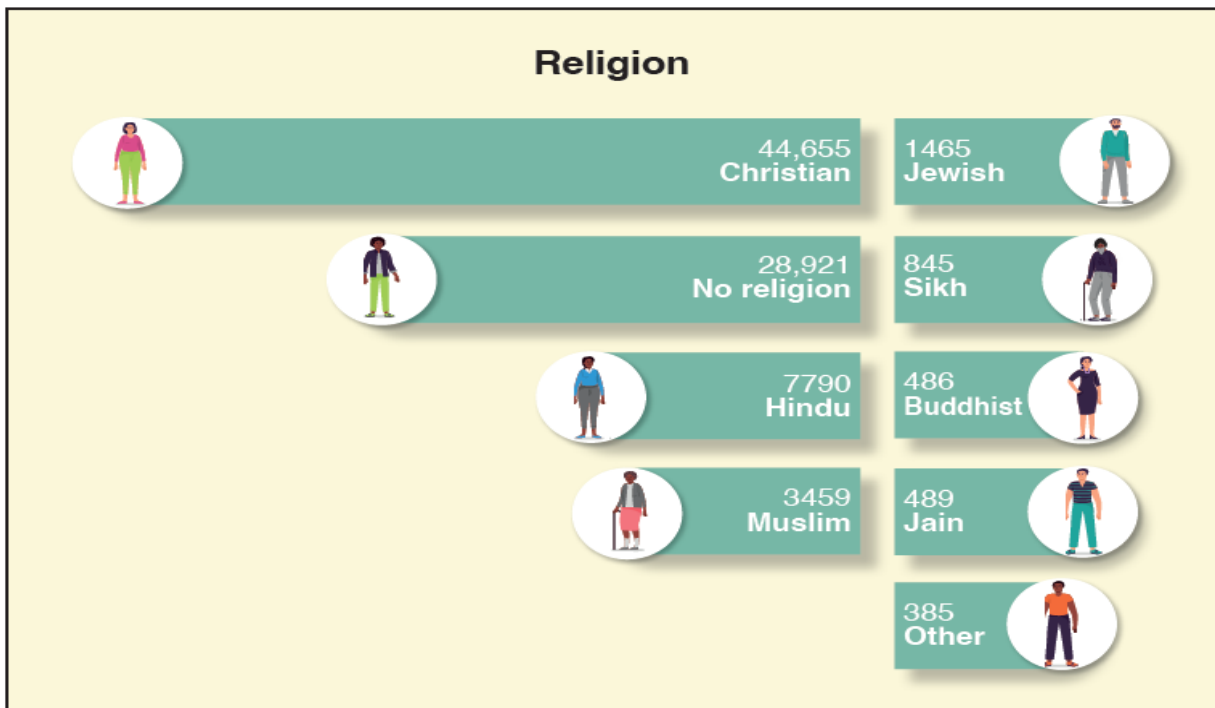 Religion
44,655
Christian
28,921
No religion
7790
Hindu
3459
Muslim
1465
Jewish
845
Sikh
486
Buddhist
489
Jain
385
Other